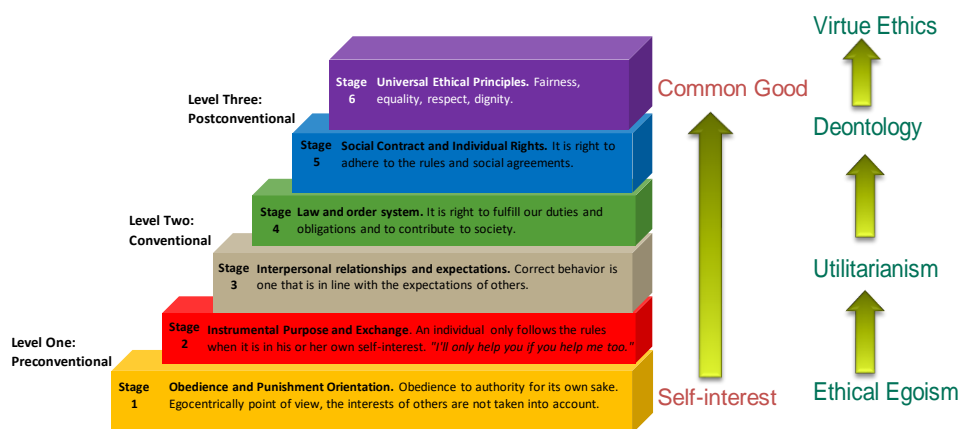 Virtue Ethics
Stage
6
Universal Ethical Principles. Fairness,
equality, respect, dignity.
Common Good
Level Three:
Postconventional
Deontology
Stage
5
Social Contract and Individual Rights. It is right to
adhere to the rules and social agreements.
Stage
4
Law and order system. It is right to fulfill our duties and
obligations and to contribute to society.
Level Two:
Conventional
Stage
3
Interpersonal relationships and expectations. Correct behavior is
one that is in line with the expectations of others.
Utilitarianism
Stage
2
Instrumental Purpose and Exchange. An individual only follows the rules
when it is in his or her own self-interest. "I'll only help you if you help me too."
Level One:
Preconventional
Stage
1
Obedience and Punishment Orientation. Obedience to authority for its own sake.
Egocentrically point of view, the interests of others are not taken into account.
Self-interest
Ethical Egoism